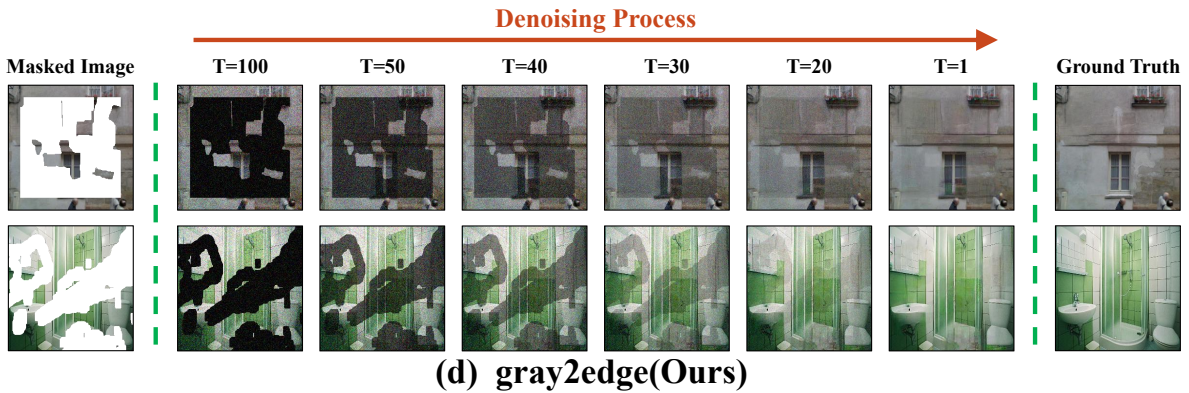 Denoising Process
Masked Image T=100 T=50 T=40 T=30 T=20 T=1 Ground Truth
(d) gray2edge(Ours)